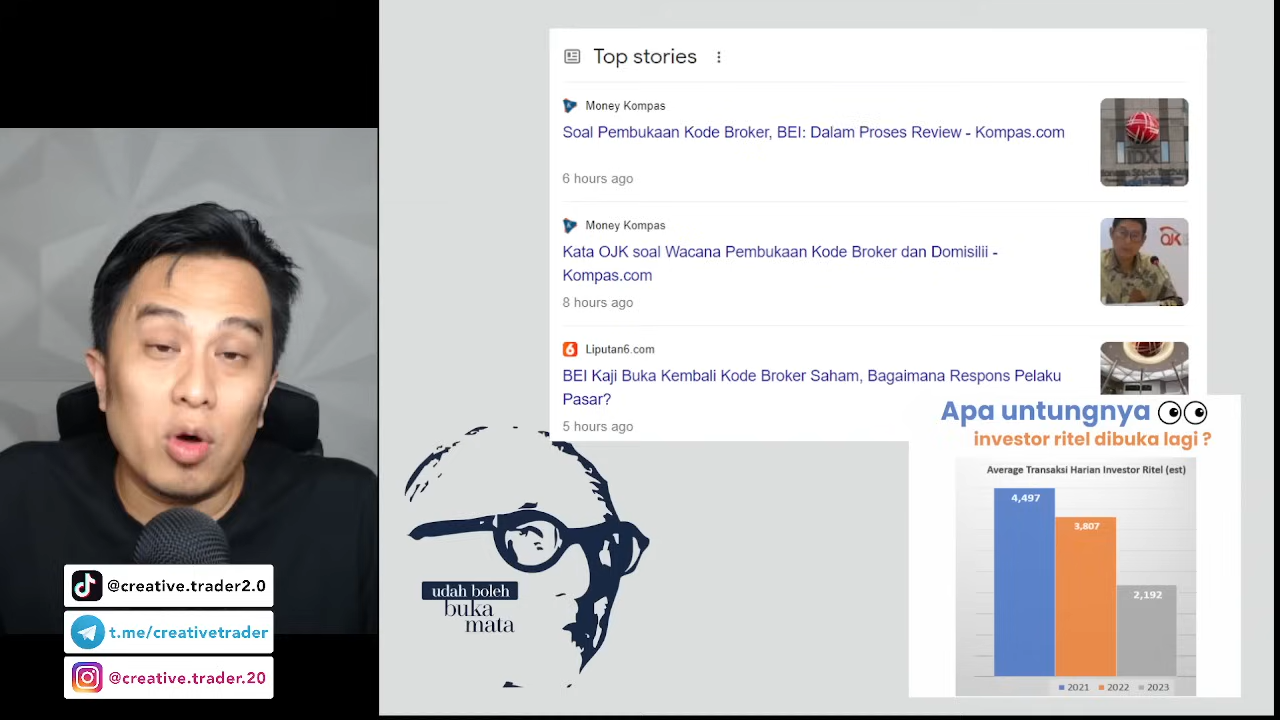 Top stories
Money Kompas
Soal Pembukaan Kode Broker, BEI: Dalam Proses Review - Kompas.com
6 hours ago
IDX
Money Kompas
Kata OJK soal Wacana Pembukaan Kode Broker dan Domisilii -
Kompas.com
8 hours ago
Liputan6.com
BEI Kaji Buka Kembali Kode Broker Saham, Bagaimana Respons Pelaku
Pasar?
5 hours ago
Apa untungnya
investor ritel dibuka lagi ?
Average Transaksi Harian Investor Ritel (est)
4,497
3,807
2,192
2021 2022 2023
udah boleh
buka
mata
@creative.trader2.0
t.me/creativetrader
@creative.trader.20